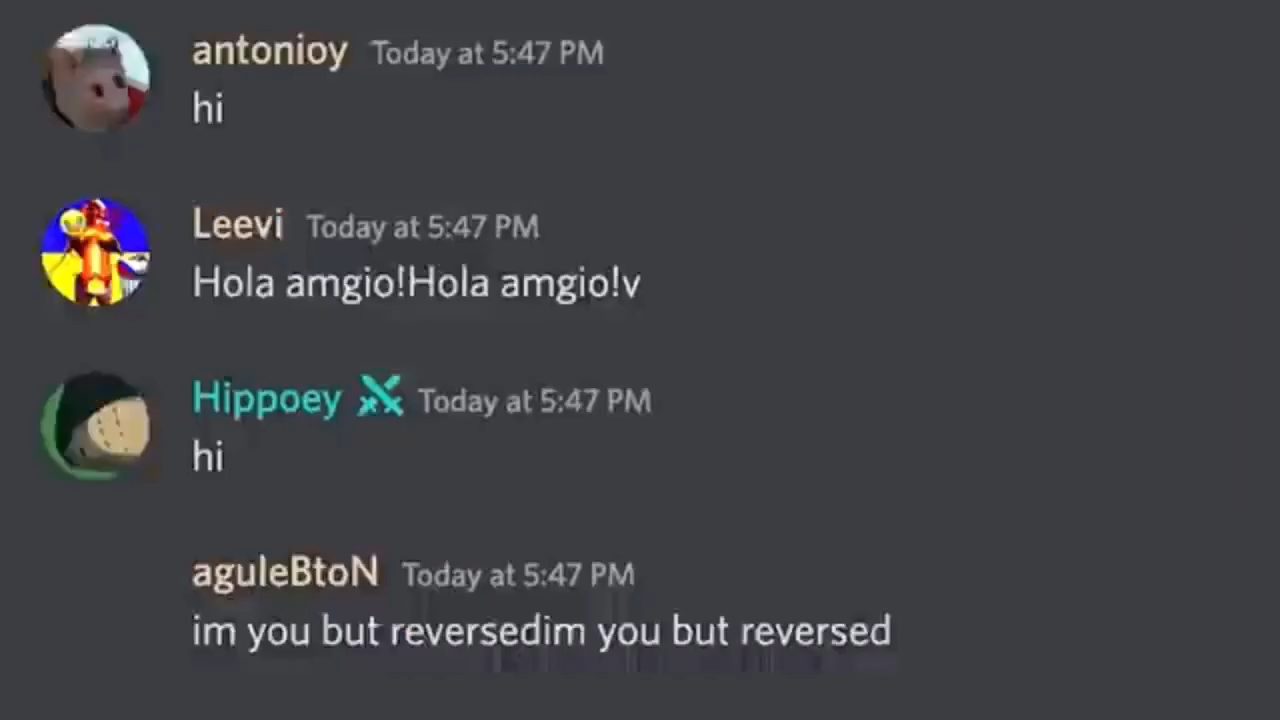 antonioy Today at 5:47 PM
hi
Leevi Today at 5:47 PM
Hola amgio!Hola amgio!v
Hippoey Today at 5:47 PM
hi
aguleBtoN Today at 5:47 PM
im you but reversedim you but reversed